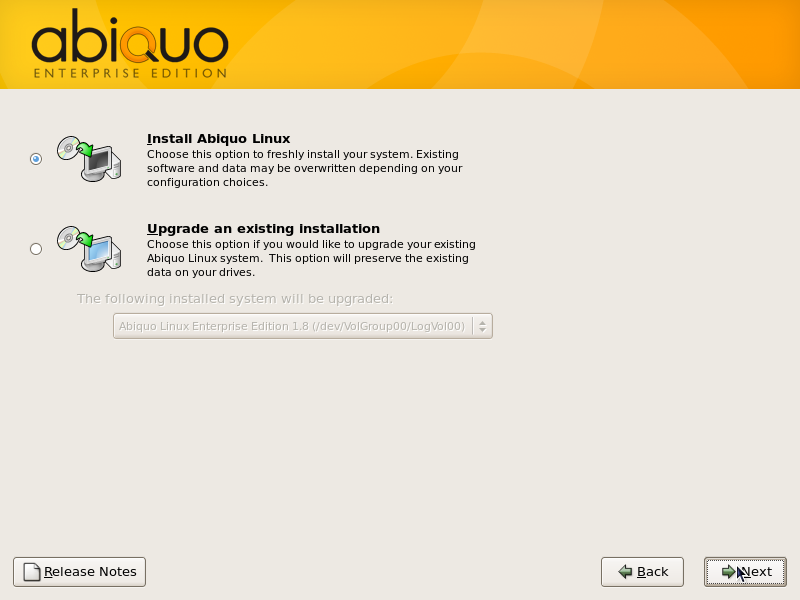 abiquo
ENTERPRISE EDITION
Install Abiquo Linux
Choose this option to freshly install your system. Existing
software and data may be overwritten depending on your
configuration choices.
Upgrade an existing installation
Choose this option if you would like to upgrade your existing
Abiquo Linux system. This option will preserve the existing
data on your drives.
The following installed system will be upgraded:
Abiquo Linux Enterprise Edition 1.8 (/dev/VolGroup00/LogVol00)
Release Notes
Back
Next